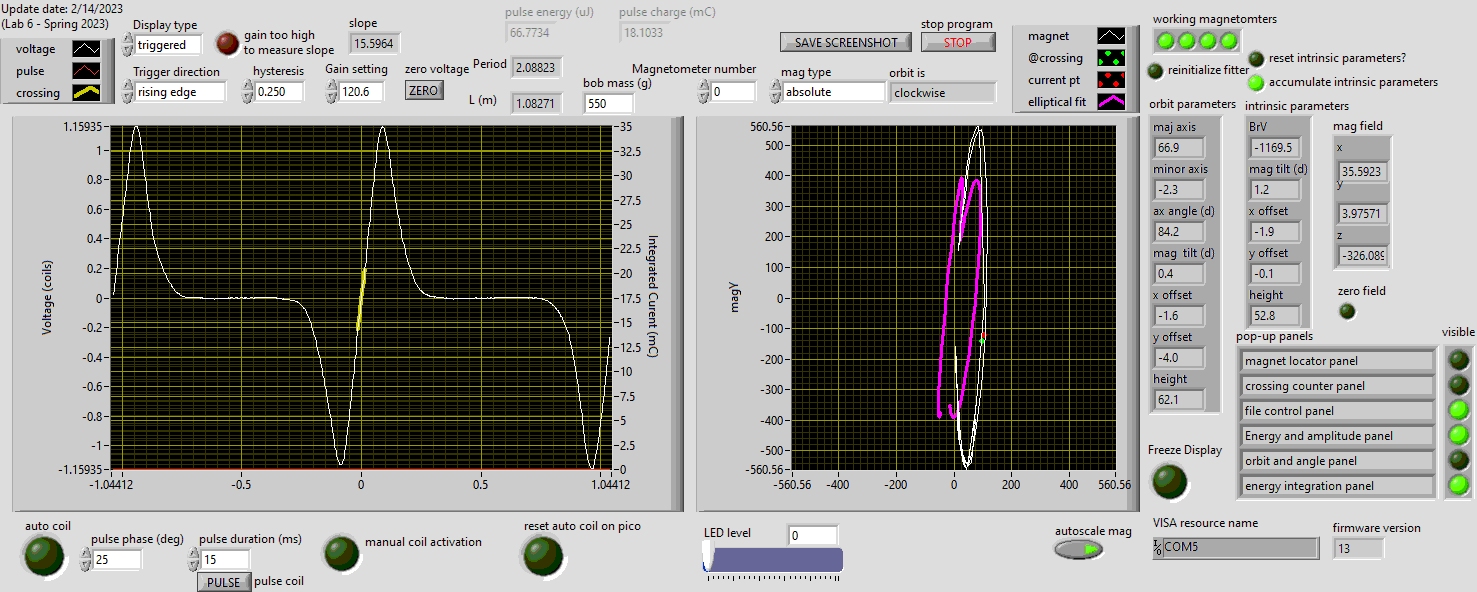 Update date: 2/14/2023
(Lab 6 - Spring 2023)
voltage
pulse
crossing
Display type
triggered
gain too high
to measure slope
slope
15.5964
pulse energy (uJ)
66.7734
pulse charge (mC)
18.1033
Trigger direction
rising edge
hysteresis
0.250
Gain setting
120.6
zero voltage
ZERO
Period
2.08823
L (m)
1.08271
bob mass (g)
550
SAVE SCREENSHOT
stop program
STOP
Magnetometer number
0
mag type
absolute
orbit is
clockwise
magnet
@crossing
current pt
elliptical fit
working magnetomters
reinitialize fitter
reset intrinsic parameters?
accumulate intrinsic parameters
orbit parameters
maj axis
66.9
minor axis
-2.3
ax angle (d)
84.2
mag tilt (d)
0.4
x offset
-1.6
y offset
-4.0
height
62.1
intrinsic parameters
BrV
-1169.5
mag tilt (d)
1.2
x offset
-1.9
y offset
-0.1
height
52.8
mag field
x
35.5923
y
3.97571
z
zero field
pop-up panels
visible
magnet locator panel
crossing counter panel
file control panel
Energy and amplitude panel
orbit and angle panel
energy integration panel
Freeze Display
Voltage (coils)
1.15935
1
0.8
0.6
0.4
0.2
0
-0.2
-0.4
-0.6
-0.8
-1
-1.15935
-1.04412
-0.5
0
0.5
1.04412
35
32.5
30
27.5
25
22.5
20
17.5
15
12.5
10
7.5
5
2.5
0
Integrated Current (mC)
magY
560.56
500
400
300
200
100
0
-100
-200
-300
-400
-500
-560.56
-560.56
-400
-200
0
200
400
560.56
auto coil
pulse phase (deg)
25
pulse duration (ms)
15
PULSE
pulse coil
manual coil activation
reset auto coil on pico
LED level
0
autoscale mag
VISA resource name
COM5
firmware version
13